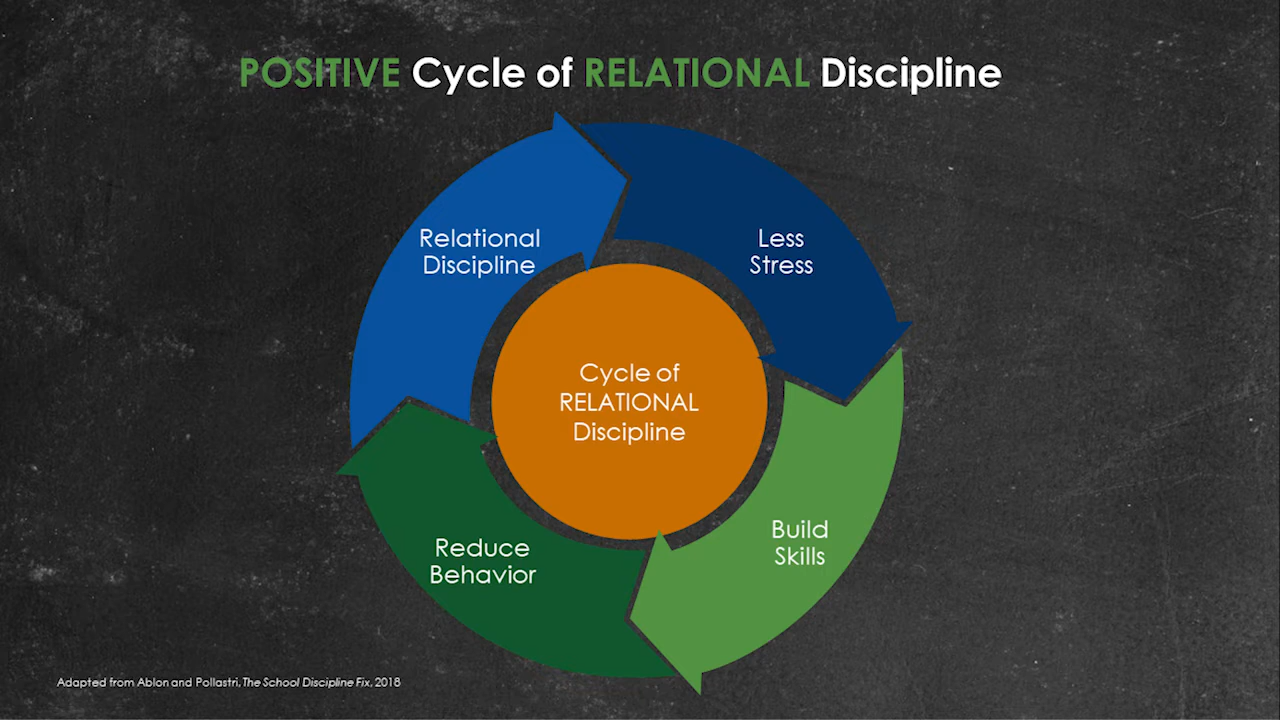 POSITIVE Cycle of RELATIONAL Discipline
Relational
Discipline
Less
Stress
Cycle of
RELATIONAL
Discipline
Build
Skills
Reduce
Behavior
Adapted from Ablon and Pollastri, The School Discipline Fix, 2018